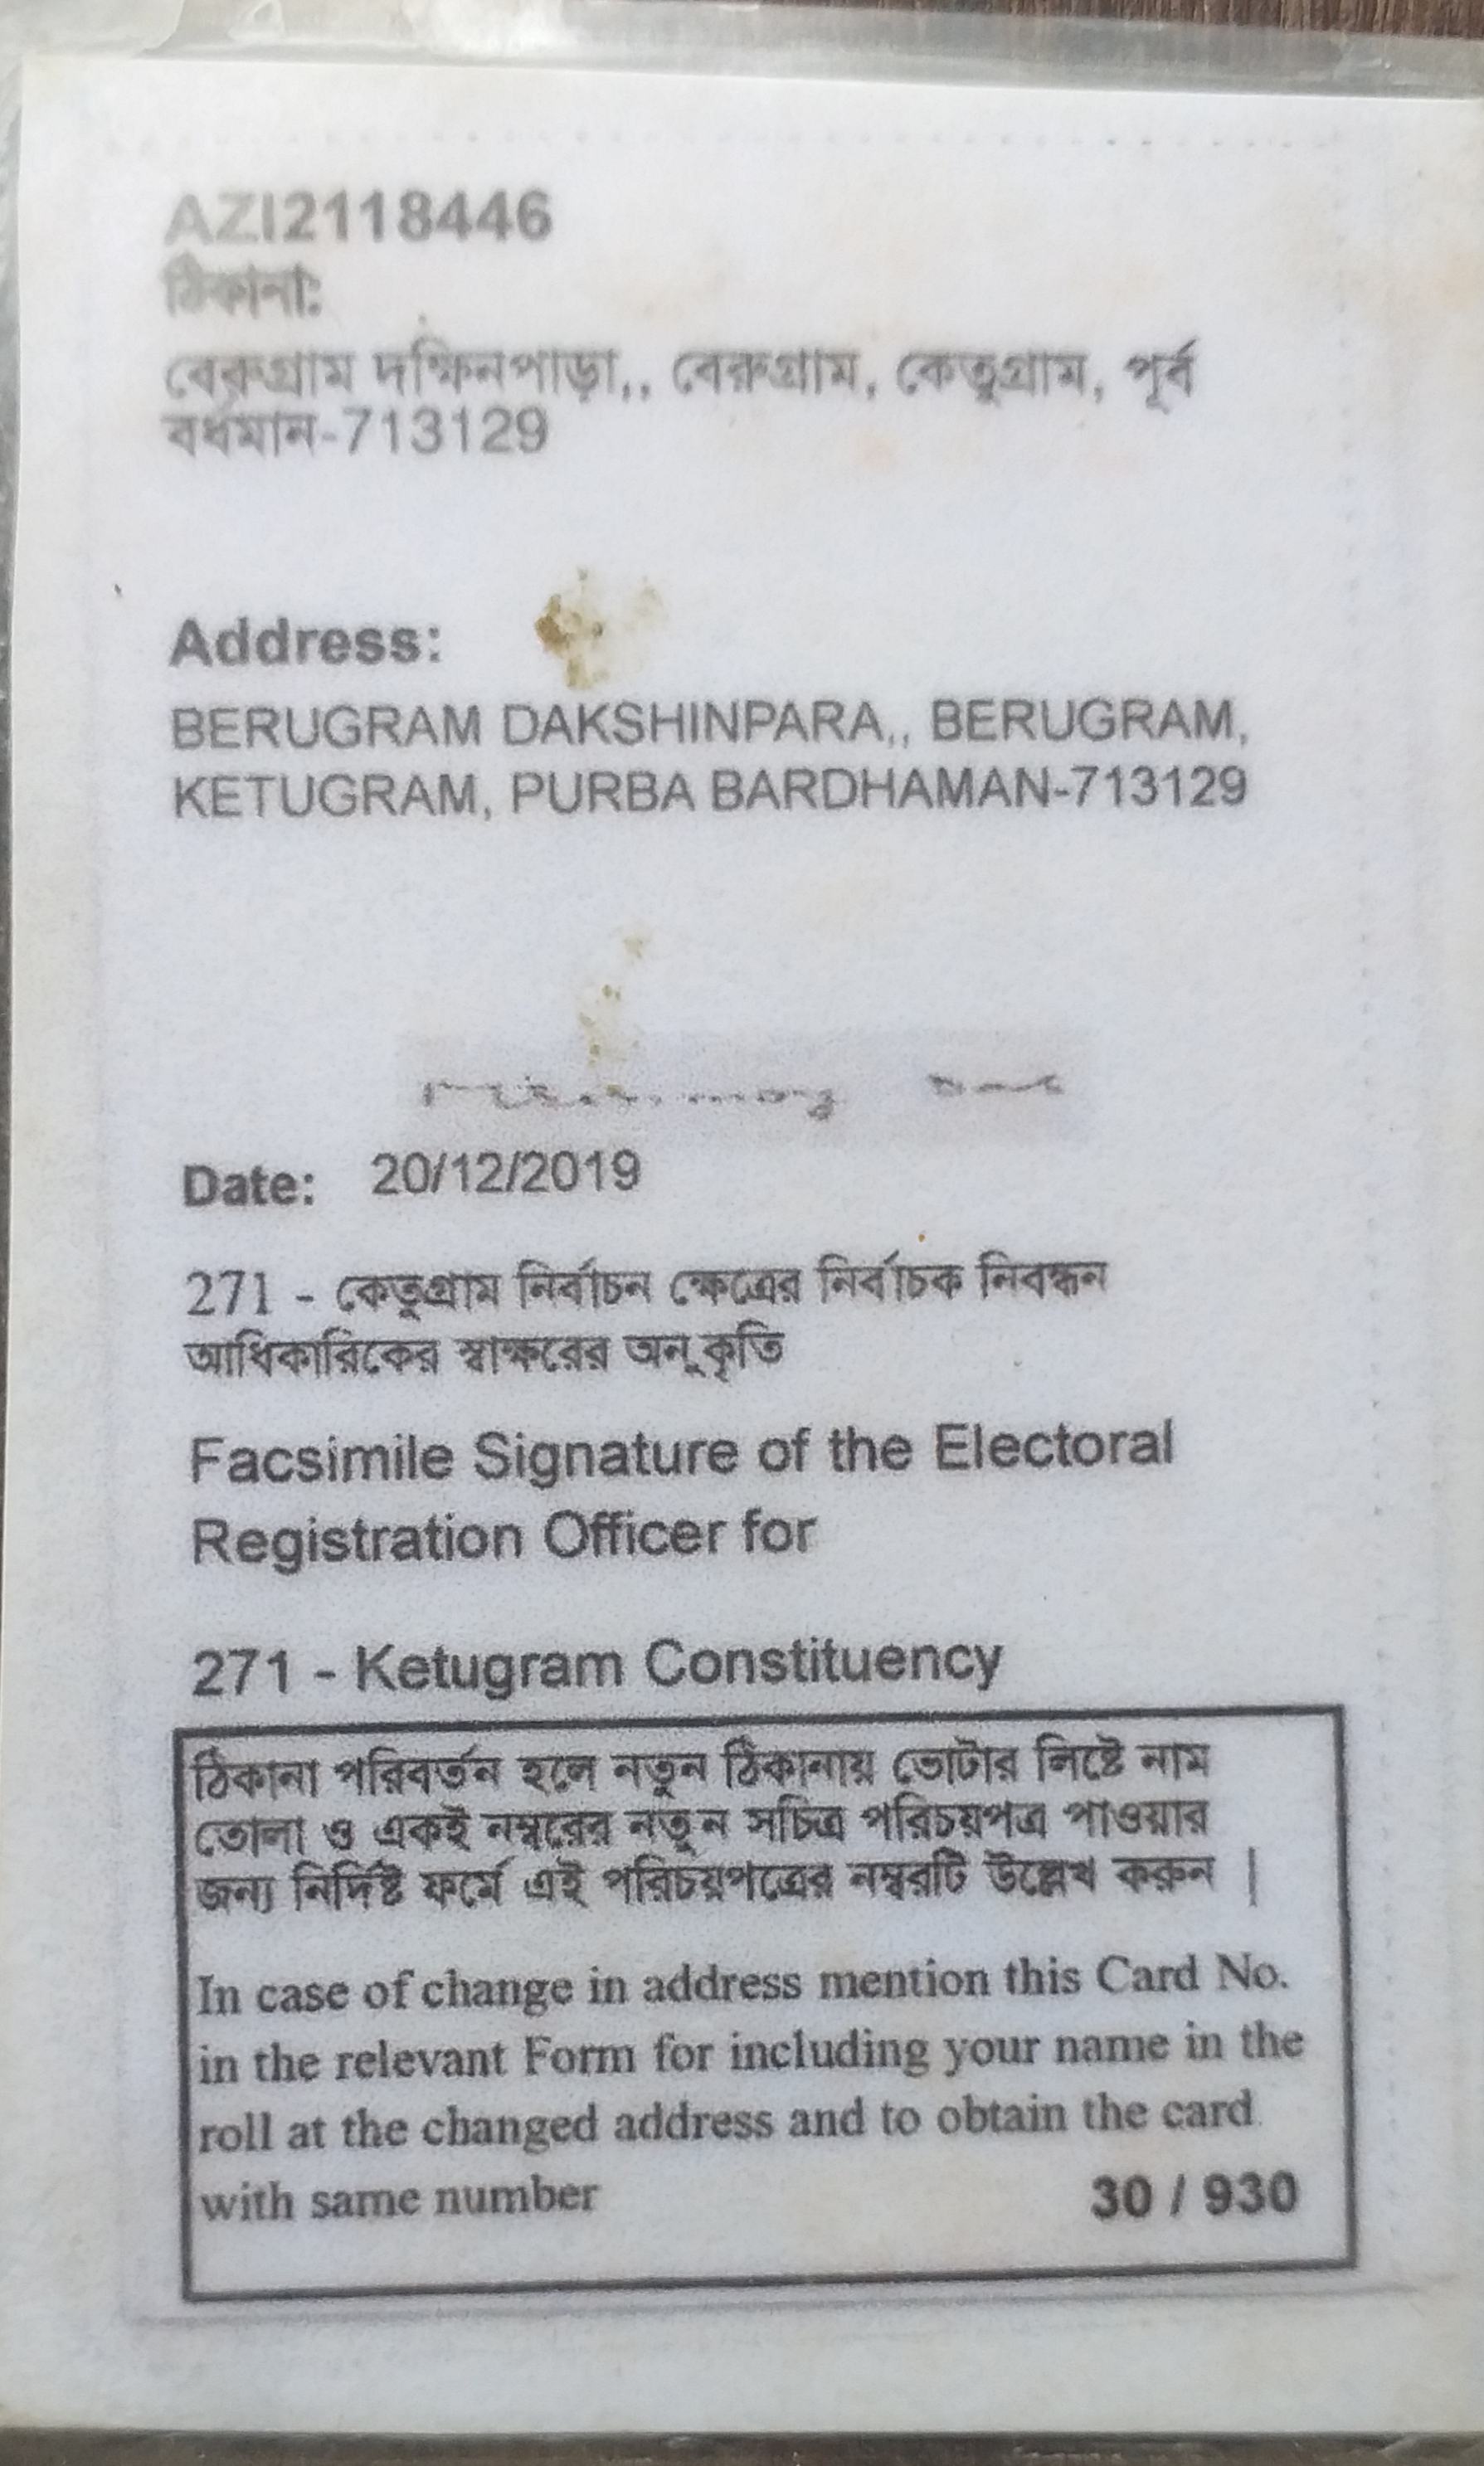 AZI2118446
ঠিকানা:
বেরুগ্রাম দক্ষিনপাড়া,, বেরুগ্রাম, কেতুগ্রাম, পূর্ব
বর্ধমান-713129
Address:
BERUGRAM DAKSHINPARA,, BERUGRAM,
KETUGRAM, PURBA BARDHAMAN-713129
Date: 20/12/2019
271 - কেতুগ্রাম নির্বাচন ক্ষেত্রের নির্বাচক নিবন্ধন
আধিকারিকের স্বাক্ষরের অনুকৃতি
Facsimile Signature of the Electoral
Registration Officer for
271 - Ketugram Constituency
ঠিকানা পরিবর্তন হলে নতুন ঠিকানায় ভোটার লিষ্টে নাম
তোলা ও একই নম্বরের নতুন সচিত্র পরিচয়পত্র পাওয়ার
জন্য নির্দিষ্ট ফর্মে এই পরিচয়পত্রের নম্বরটি উল্লেখ করুন |
In case of change in address mention this Card No.
in the relevant Form for including your name in the
roll at the changed address and to obtain the card
with same number 30 / 930